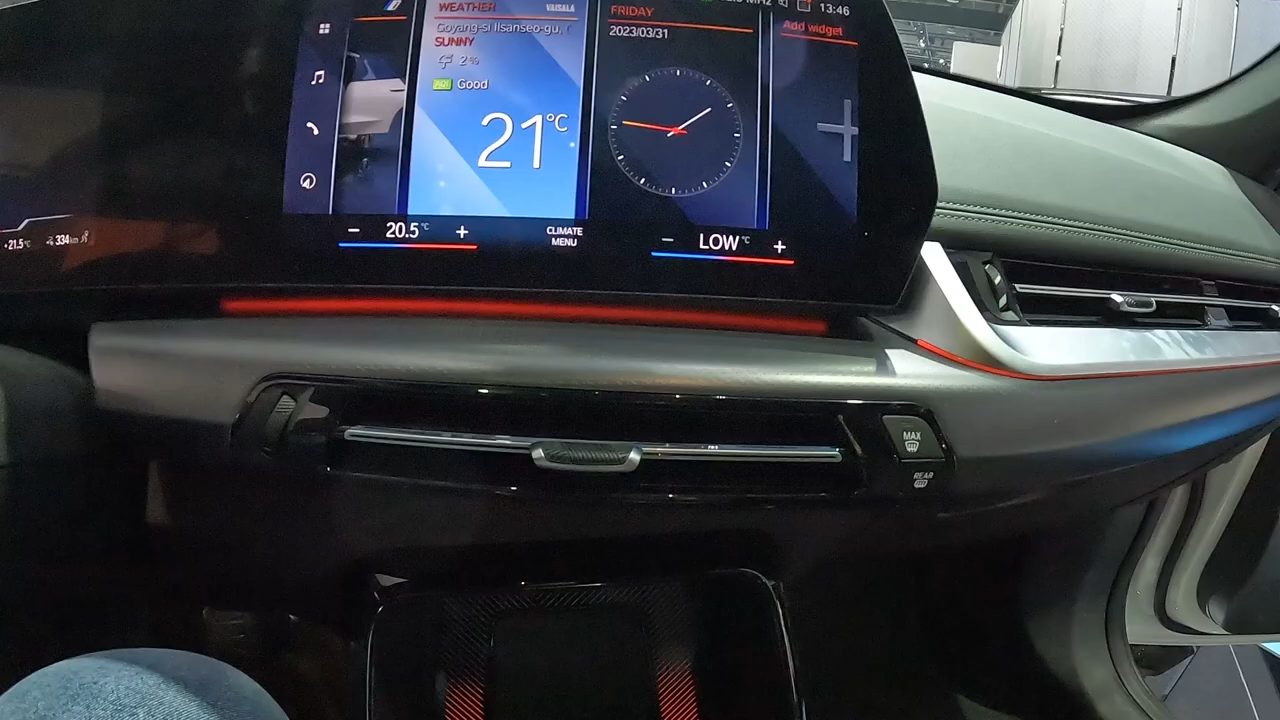 13:46
WEATHER
VAISALA
Goyang-si Ilsanseo-gu,
SUNNY
2 %
AQI Good
21°C
FRIDAY
2023/03/31
Add widget
- 20.5 °C +
CLIMATE
MENU
- LOW °C +
+21.5°C
334 km
MAX
REAR